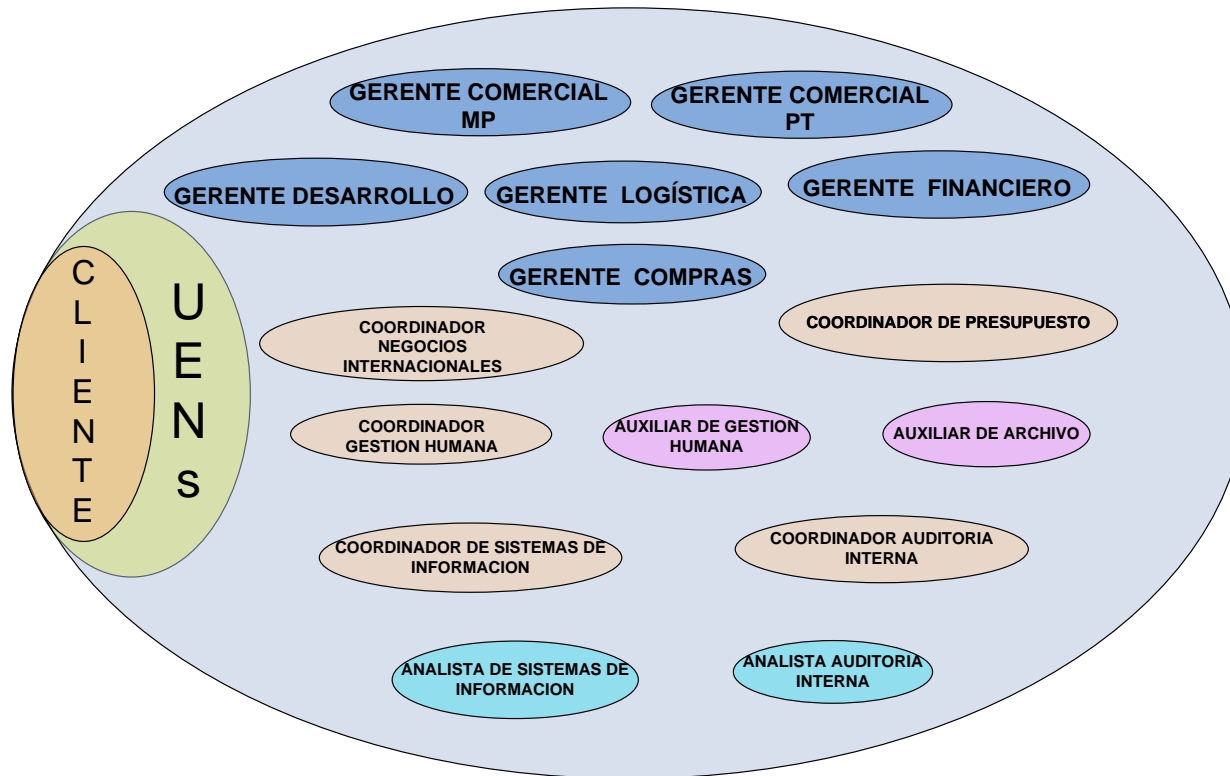 GERENTE COMERCIAL
MP
GERENTE COMERCIAL
PT
GERENTE DESARROLLO
GERENTE LOGÍSTICA
GERENTE FINANCIERO
GERENTE COMPRAS
CLIENTE
UENs
COORDINADOR
NEGOCIOS
INTERNACIONALES
COORDINADOR DE PRESUPUESTO
COORDINADOR
GESTION HUMANA
AUXILIAR DE GESTION
HUMANA
AUXILIAR DE ARCHIVO
COORDINADOR DE SISTEMAS DE
INFORMACION
COORDINADOR AUDITORIA
INTERNA
ANALISTA DE SISTEMAS DE
INFORMACION
ANALISTA AUDITORIA
INTERNA